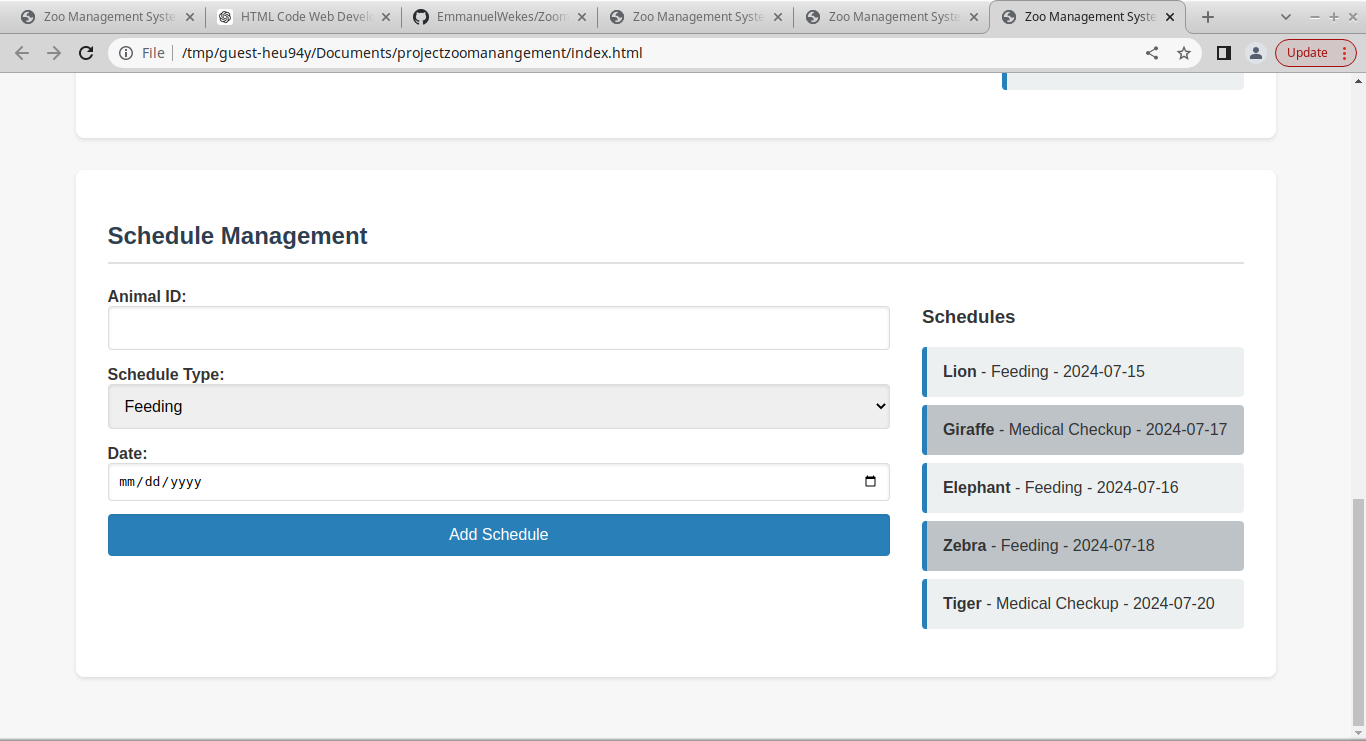 Zoo Management Syste
HTML Code Web Develo
EmmanuelWekes/Zoom
Zoo Management Syste
Zoo Management Syste
Zoo Management Syste
File
/tmp/guest-heu94y/Documents/projectzoomanangement/index.html
Update
Schedule Management
Animal ID:
Schedule Type:
Feeding
Date:
mm/dd/yyyy
Add Schedule
Schedules
Lion - Feeding - 2024-07-15
Giraffe - Medical Checkup - 2024-07-17
Elephant - Feeding - 2024-07-16
Zebra - Feeding - 2024-07-18
Tiger - Medical Checkup - 2024-07-20